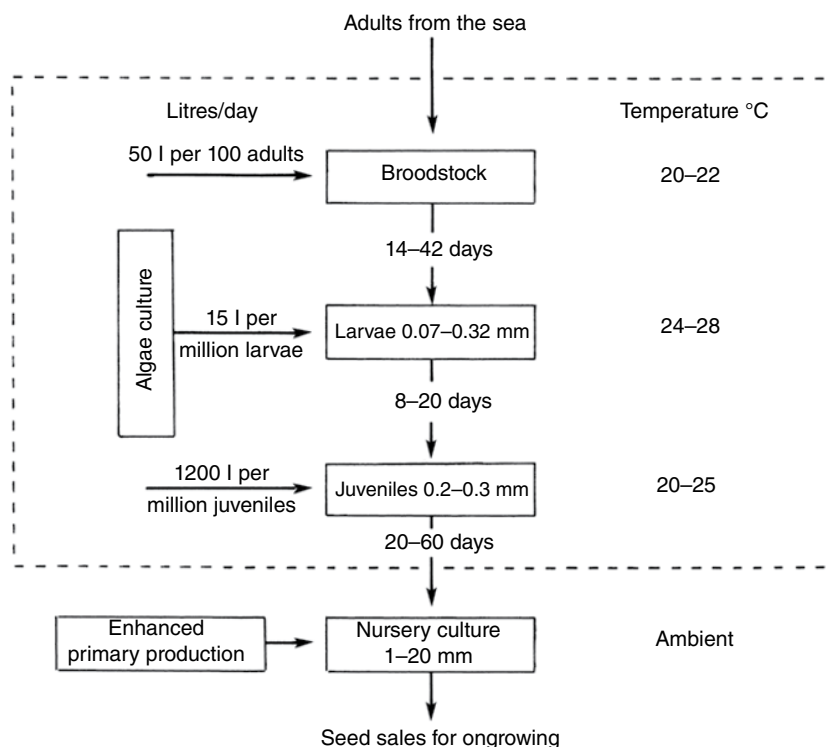 Adults from the sea
Litres/day
Temperature °C
50 l per 100 adults
Broodstock
20–22
14–42 days
Algae culture
15 l per
million larvae
Larvae 0.07–0.32 mm
24–28
8–20 days
1200 l per
million juveniles
Juveniles 0.2–0.3 mm
20–25
20–60 days
Enhanced
primary production
Nursery culture
1–20 mm
Ambient
Seed sales for ongrowing